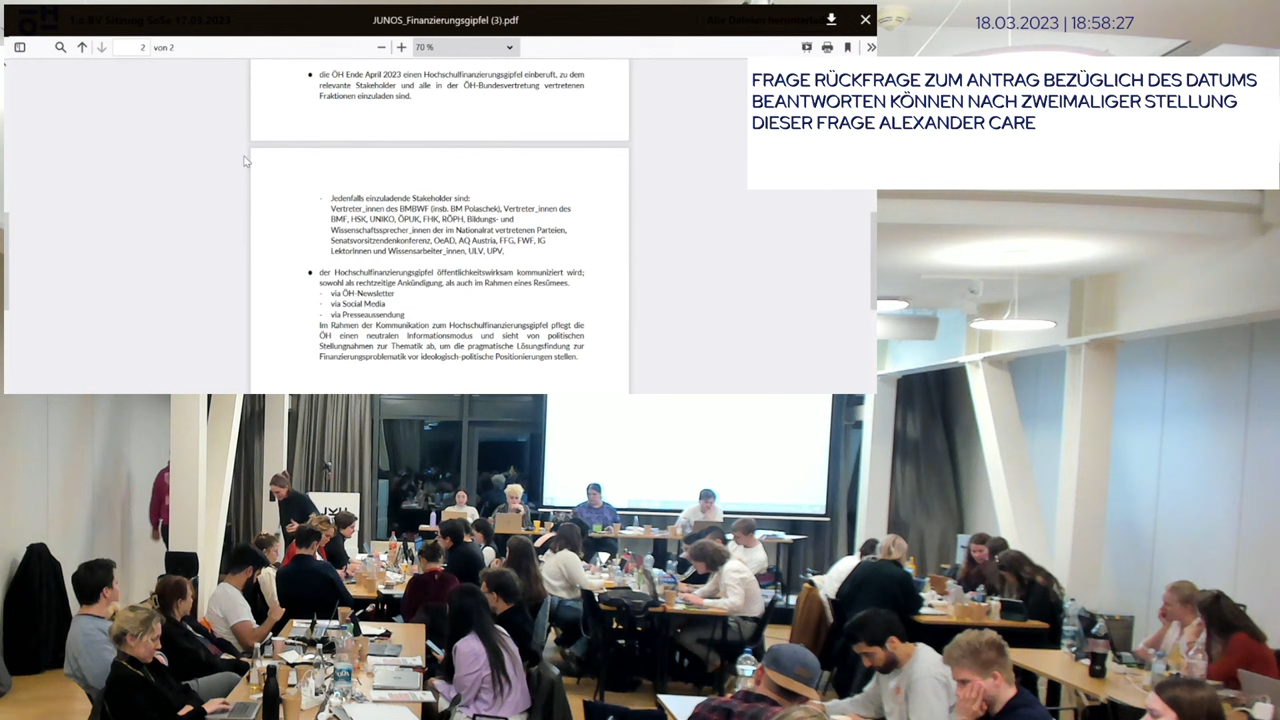 1.o BV Sitzung SoSe 17.03.2023
JUNOS_Finanzierungsgipfel (3).pdf
18.03.2023 | 18:58:27
2 von 2
70 %
die ÖH Ende April 2023 einen Hochschulfinanzierungsgipfel einberuft, zu dem
relevante Stakeholder und alle in der ÖH-Bundesvertretung vertretenen
Fraktionen einzuladen sind.
FRAGE RÜCKFRAGE ZUM ANTRAG BEZÜGLICH DES DATUMS
BEANTWORTEN KÖNNEN NACH ZWEIMALIGER STELLUNG
DIESER FRAGE ALEXANDER CARE
- Jedenfalls einzuladende Stakeholder sind:
Vertreter_innen des BMBWF (insb. BM Polaschek), Vertreter_innen des
BMF, HSK, UNIKO, ÖPUK, FHK, RÖPH, Bildungs- und
Wissenschaftssprecher_innen der im Nationalrat vertretenen Parteien,
Senatsvorsitzendenkonferenz, OeAD, AQ Austria, FFG, FWF, IG
LektorInnen und Wissensarbeiter_innen, ULV, UPV,
der Hochschulfinanzierungsgipfel öffentlichkeitswirksam kommuniziert wird;
sowohl als rechtzeitige Ankündigung, als auch im Rahmen eines Resümees.
- via ÖH-Newsletter
- via Social Media
- via Presseaussendung
Im Rahmen der Kommunikation zum Hochschulfinanzierungsgipfel pflegt die
ÖH einen neutralen Informationsmodus und sieht von politischen
Stellungnahmen zur Thematik ab, um die pragmatische Lösungsfindung zur
Finanzierungsproblematik vor ideologisch-politische Positionierungen stellen.